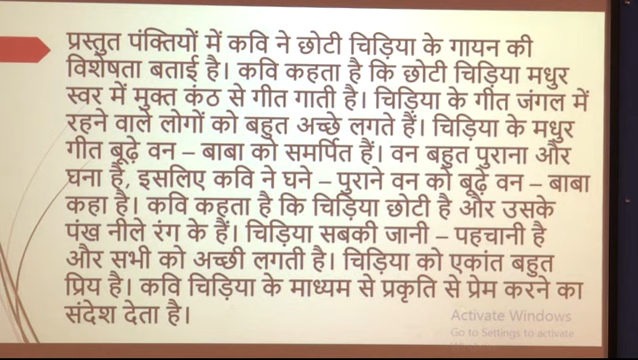 प्रस्तुत पंक्तियों में कवि ने छोटी चिड़िया के गायन की
विशेषता बताई है। कवि कहता है कि छोटी चिड़िया मधुर
स्वर में मुक्त कंठ से गीत गाती है। चिड़िया के गीत जंगल में
रहने वाले लोगों को बहुत अच्छे लगते हैं। चिड़िया के मधुर
गीत बूढ़े वन – बाबा को समर्पित हैं। वन बहुत पुराना और
घना है, इसलिए कवि ने घने – पुराने वन को बूढ़े वन – बाबा
कहा है। कवि कहता है कि चिड़िया छोटी है और उसके
पंख नीले रंग के हैं। चिड़िया सबकी जानी – पहचानी है
और सभी को अच्छी लगती है। चिड़िया को एकांत बहुत
प्रिय है। कवि चिड़िया के माध्यम से प्रकृति से प्रेम करने का
संदेश देता है।
Activate Windows
Go to Settings to activate